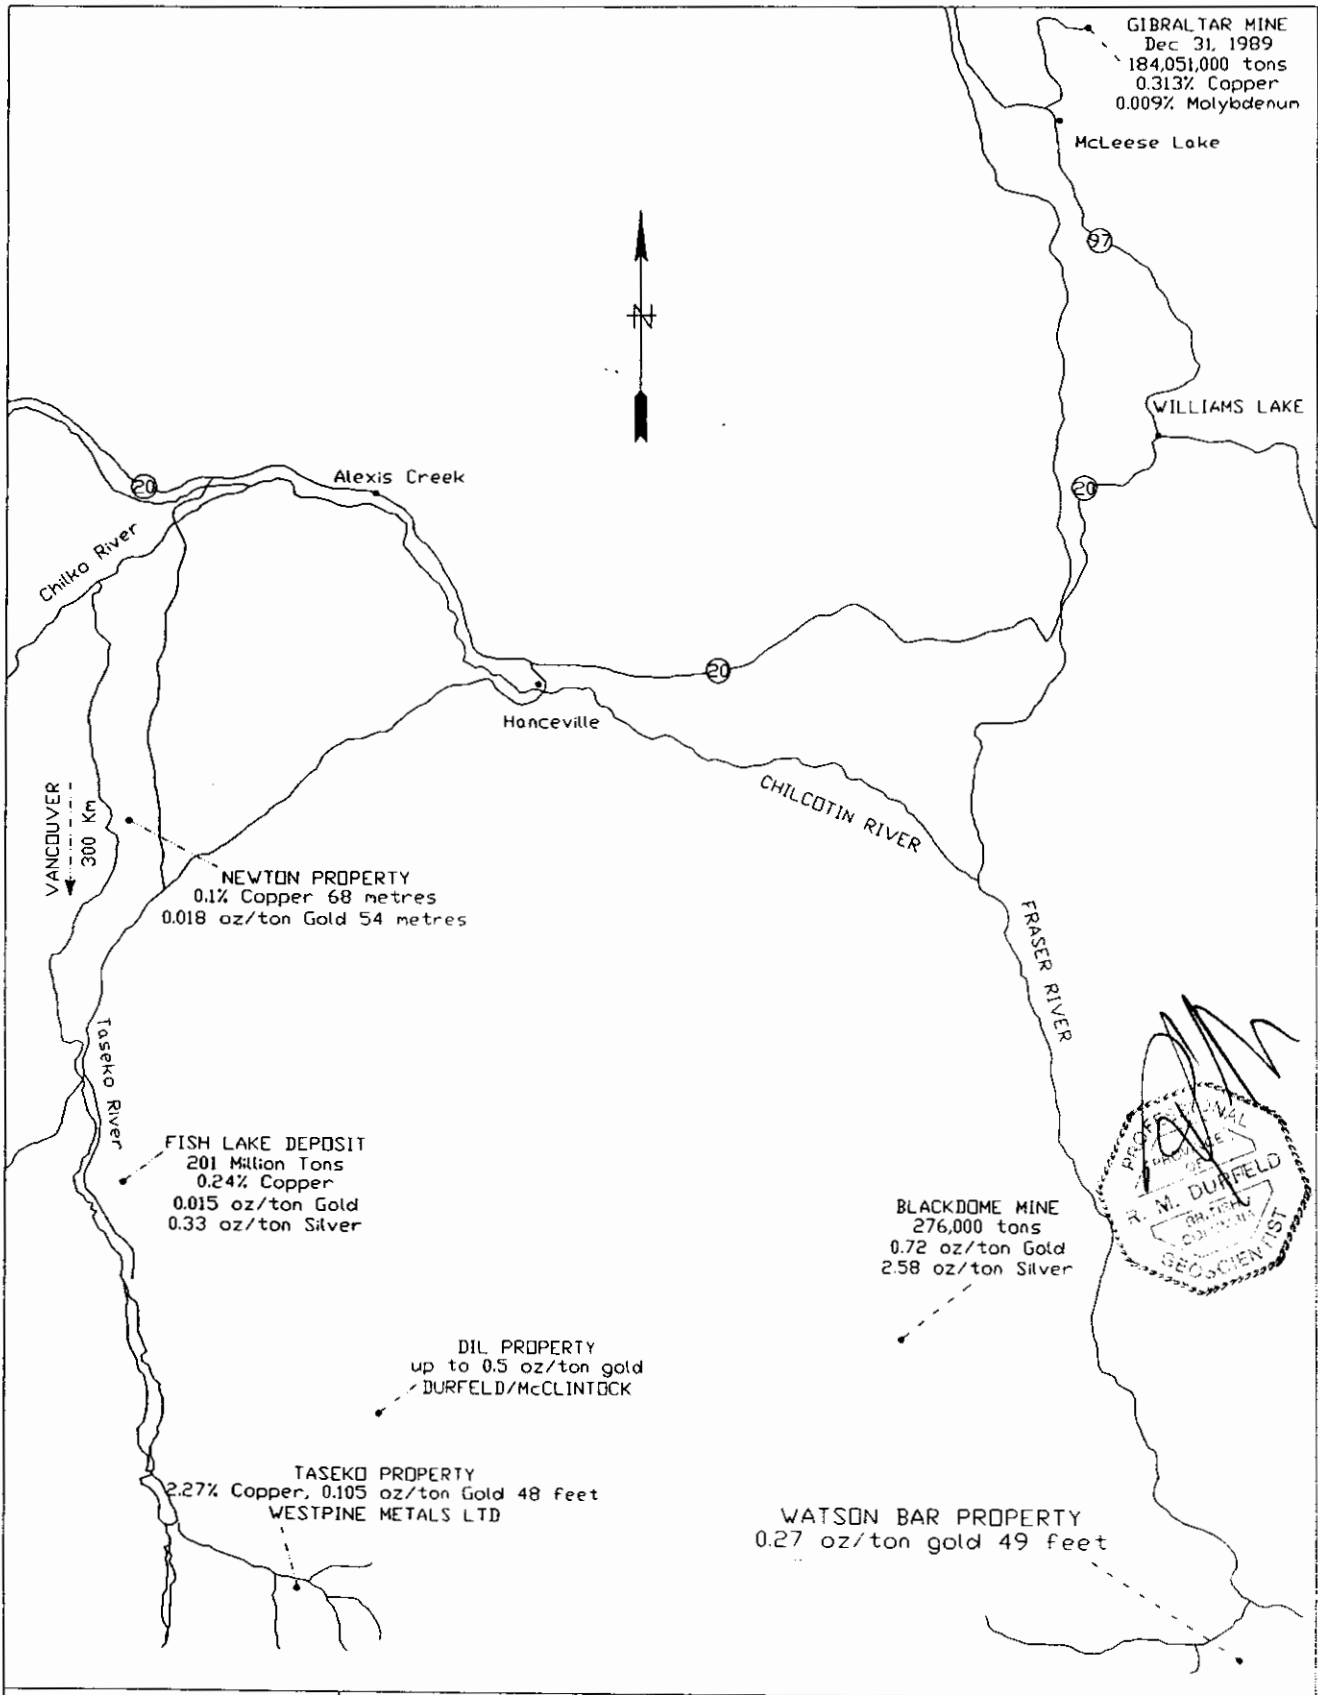 GIBRALTAR MINE
Dec 31, 1989
184,051,000 tons
0.313% Copper
0.009% Molybdenum
McLeese Lake
97
N
WILLIAMS LAKE
20
Alexis Creek
20
Chilko River
20
Hanceville
CHILCOTIN RIVER
VANCOUVER
300 Km
NEWTON PROPERTY
0.1% Copper 68 metres
0.018 oz/ton Gold 54 metres
FRASER RIVER
Taseko River
FISH LAKE DEPOSIT
201 Million Tons
0.24% Copper
0.015 oz/ton Gold
0.33 oz/ton Silver
PROFESSIONAL
PROVINCE
OF
R. M. DURFELD
BRITISH
COLUMBIA
GEOSCIENTIST
BLACKDOME MINE
276,000 tons
0.72 oz/ton Gold
2.58 oz/ton Silver
DIL PROPERTY
up to 0.5 oz/ton gold
DURFELD/McCLINTOCK
TASEKO PROPERTY
2.27% Copper, 0.105 oz/ton Gold 48 feet
WESTPINE METALS LTD
WATSON BAR PROPERTY
0.27 oz/ton gold 49 feet